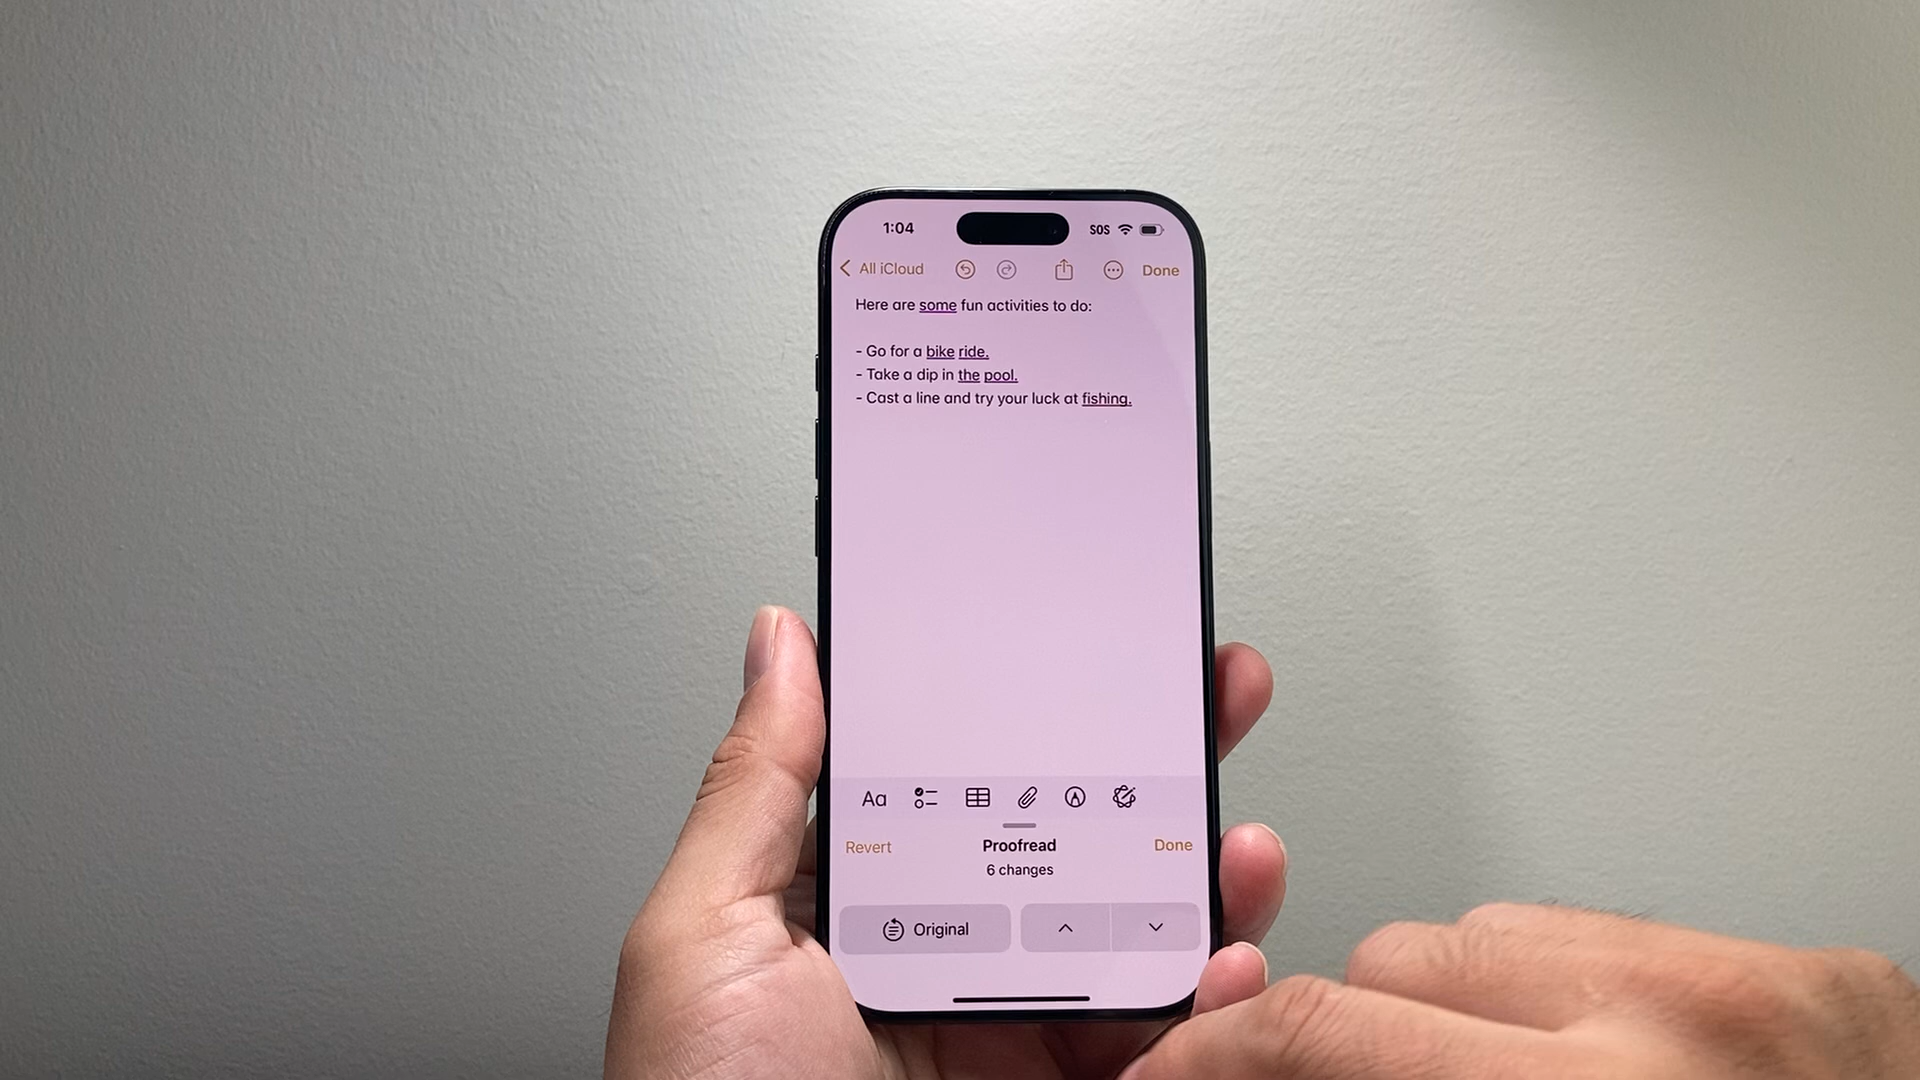 1:04 SOS
All iCloud Done
Here are some fun activities to do:
- Go for a bike ride.
- Take a dip in the pool.
- Cast a line and try your luck at fishing.
Aa
Revert Proofread Done
6 changes
Original